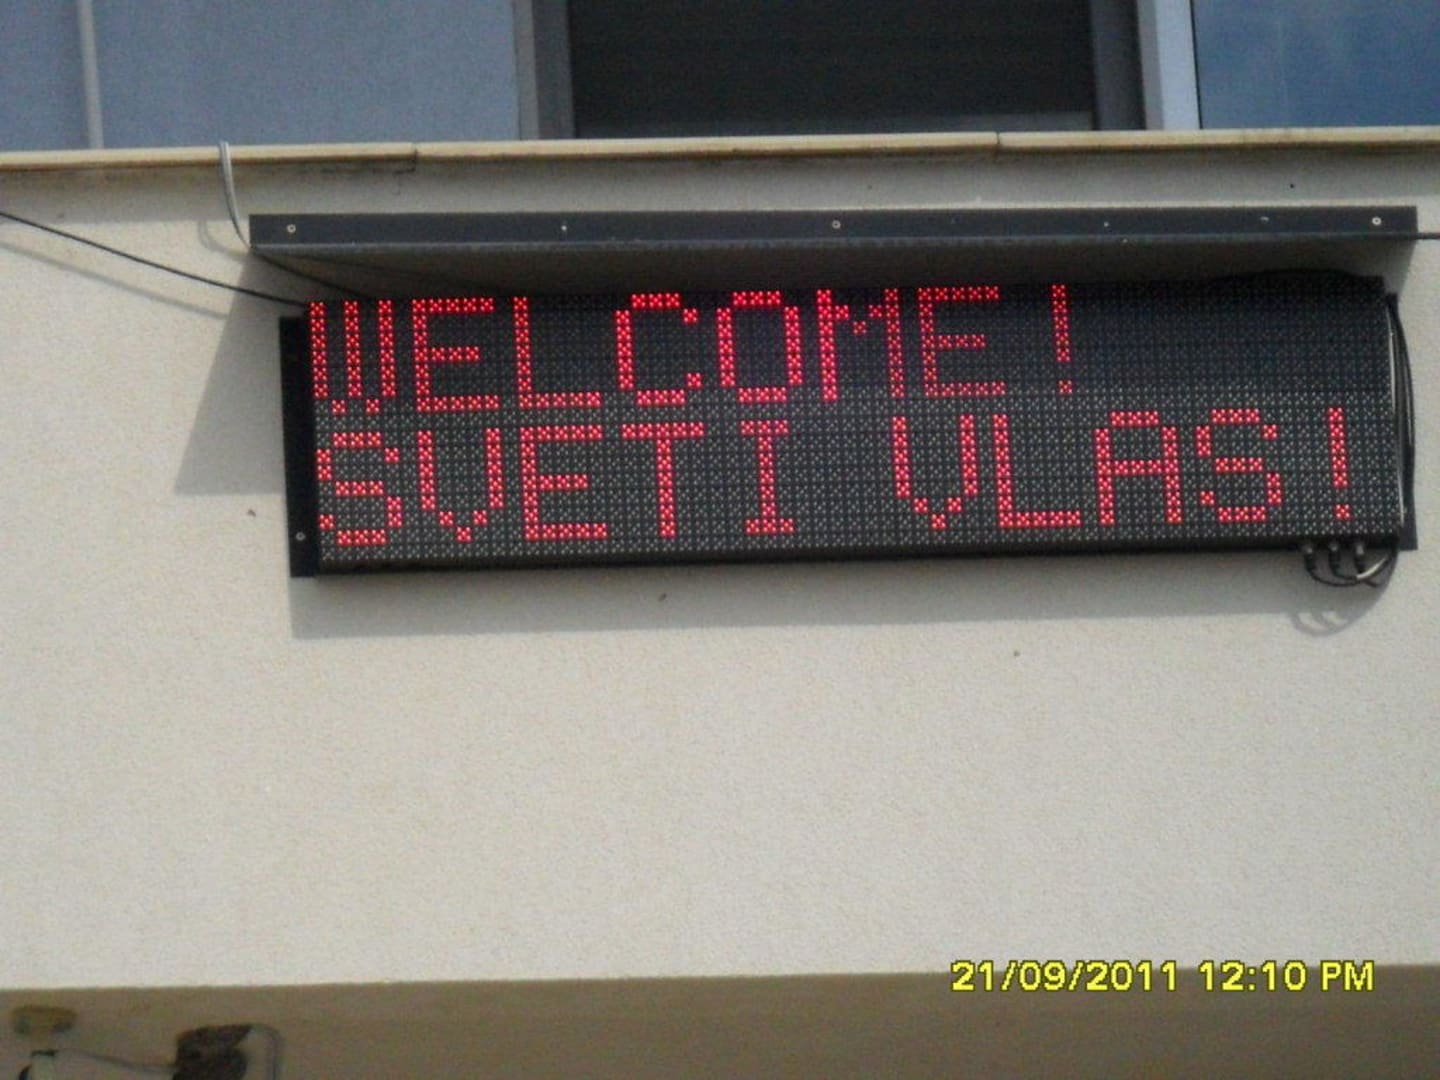 WELCOME!
SVETI VLAS!
21/09/2011 12:10 PM